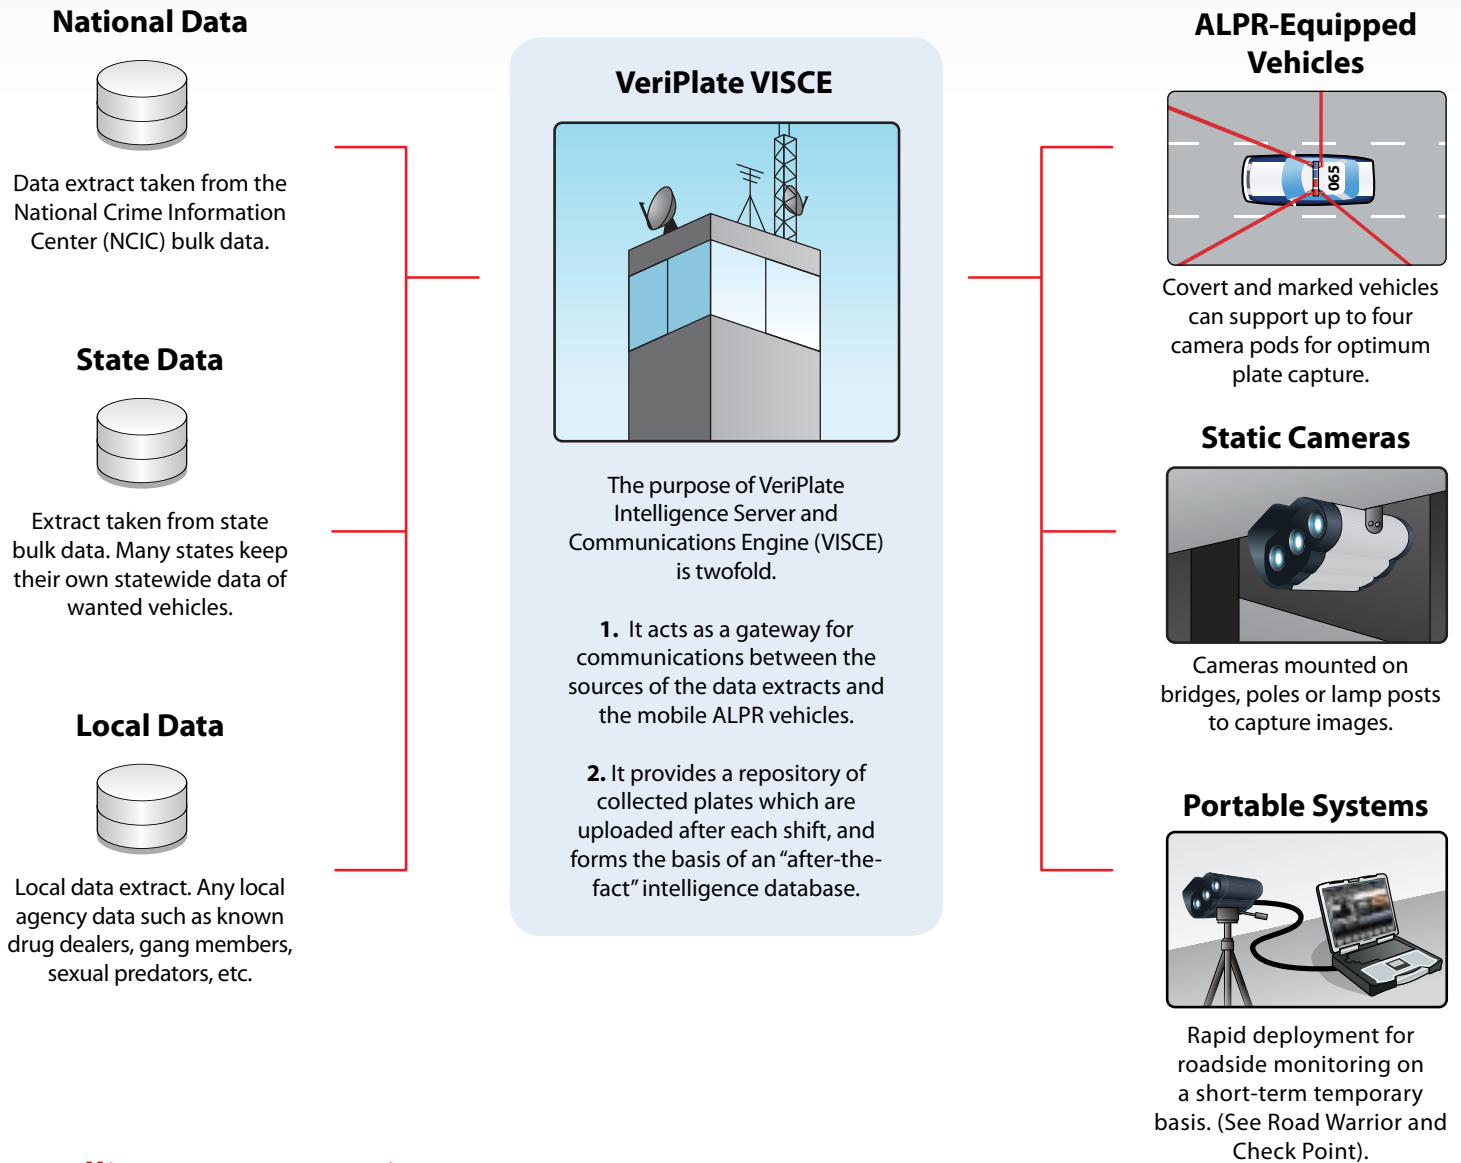 National Data
Data extract taken from the
National Crime Information
Center (NCIC) bulk data.
State Data
Extract taken from state
bulk data. Many states keep
their own statewide data of
wanted vehicles.
Local Data
Local data extract. Any local
agency data such as known
drug dealers, gang members,
sexual predators, etc.
VeriPlate VISCE
The purpose of VeriPlate
Intelligence Server and
Communications Engine (VISCE)
is twofold.
1. It acts as a gateway for
communications between the
sources of the data extracts and
the mobile ALPR vehicles.
2. It provides a repository of
collected plates which are
uploaded after each shift, and
forms the basis of an “after-the-
fact” intelligence database.
ALPR-Equipped
Vehicles
065
Covert and marked vehicles
can support up to four
camera pods for optimum
plate capture.
Static Cameras
Cameras mounted on
bridges, poles or lamp posts
to capture images.
Portable Systems
Rapid deployment for
roadside monitoring on
a short-term temporary
basis. (See Road Warrior and
Check Point).